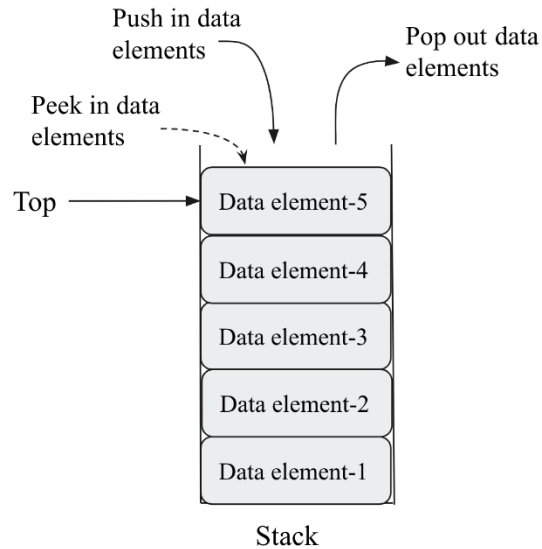 Push in data
elements
Pop out data
elements
Peek in data
elements
Top
Data element-5
Data element-4
Data element-3
Data element-2
Data element-1
Stack